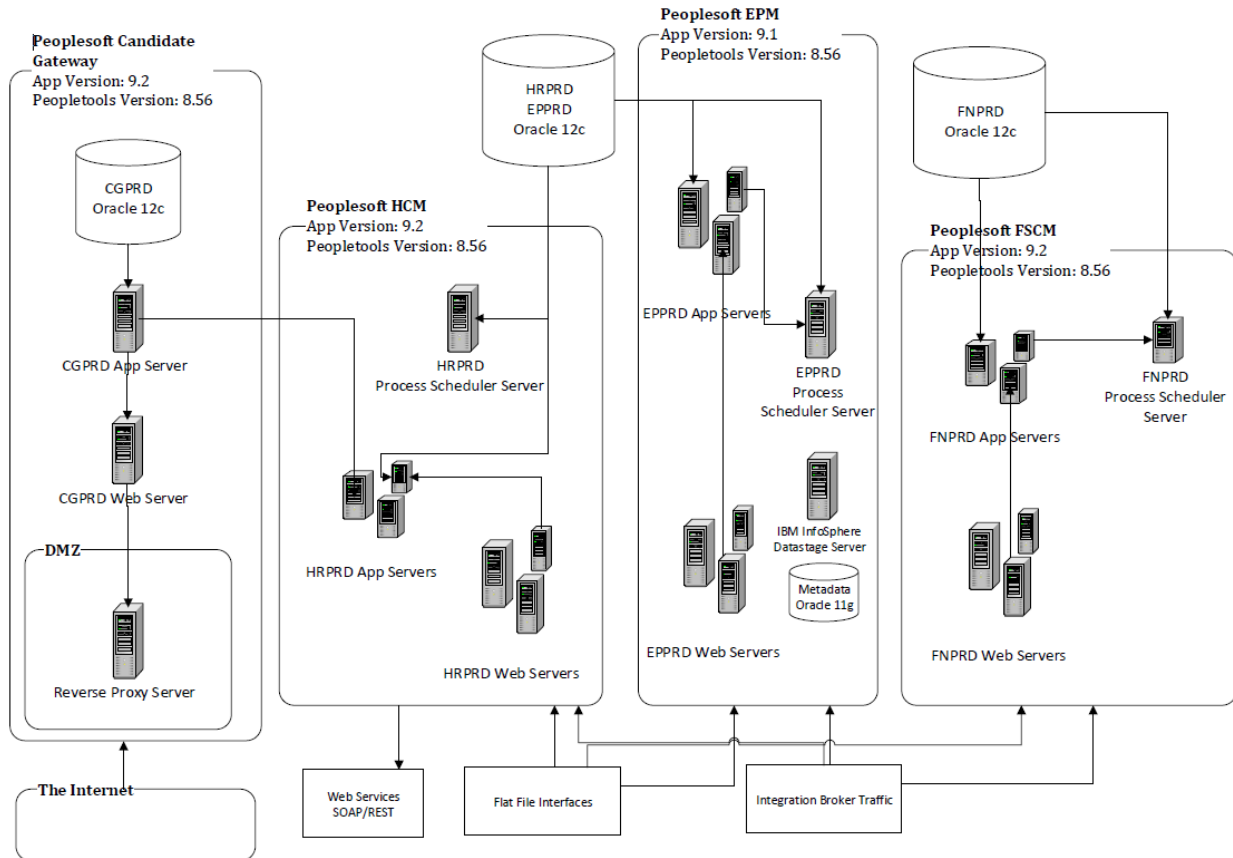 Peoplesoft Candidate
Gateway
App Version: 9.2
Peopletools Version: 8.56
CGPRD
Oracle 12c
CGPRD App Server
CGPRD Web Server
DMZ
Reverse Proxy Server
The Internet
Peoplesoft HCM
App Version: 9.2
Peopletools Version: 8.56
HRPRD
Process Scheduler Server
HRPRD App Servers
HRPRD Web Servers
HRPRD
EPPRD
Oracle 12c
Peoplesoft EPM
App Version: 9.1
Peopletools Version: 8.56
EPPRD App Servers
EPPRD
Process
Scheduler Server
IBM InfoSphere
Datastage Server
Metadata
Oracle 11g
EPPRD Web Servers
FNPRD
Oracle 12c
Peoplesoft FSCM
App Version: 9.2
Peopletools Version: 8.56
FNPRD App Servers
FNPRD
Process Scheduler
Server
FNPRD Web Servers
Web Services
SOAP/REST
Flat File Interfaces
Integration Broker Traffic